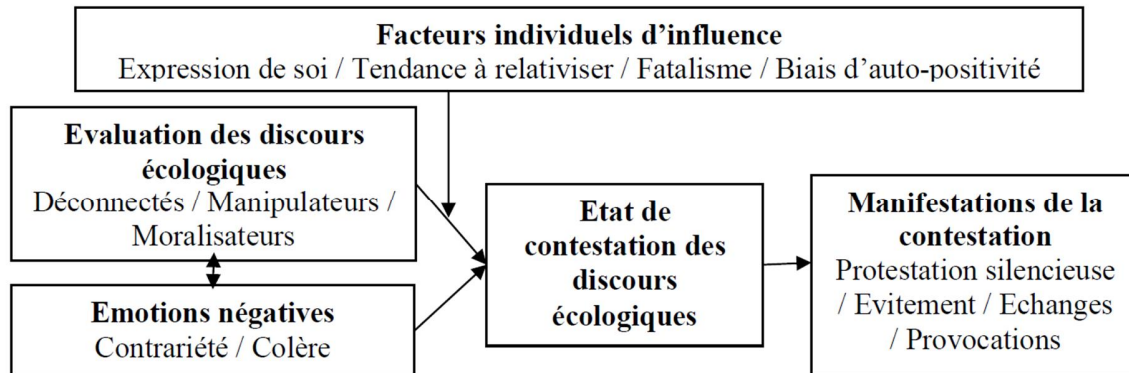 Facteurs individuels d’influence
Expression de soi / Tendance à relativiser / Fatalisme / Biais d’auto-positivité
Evaluation des discours
écologiques
Déconnectés / Manipulateurs /
Moralisateurs
Emotions négatives
Contrariété / Colère
Etat de
contestation des
discours
écologiques
Manifestations de la
contestation
Protestation silencieuse
/ Evitement / Echanges
/ Provocations